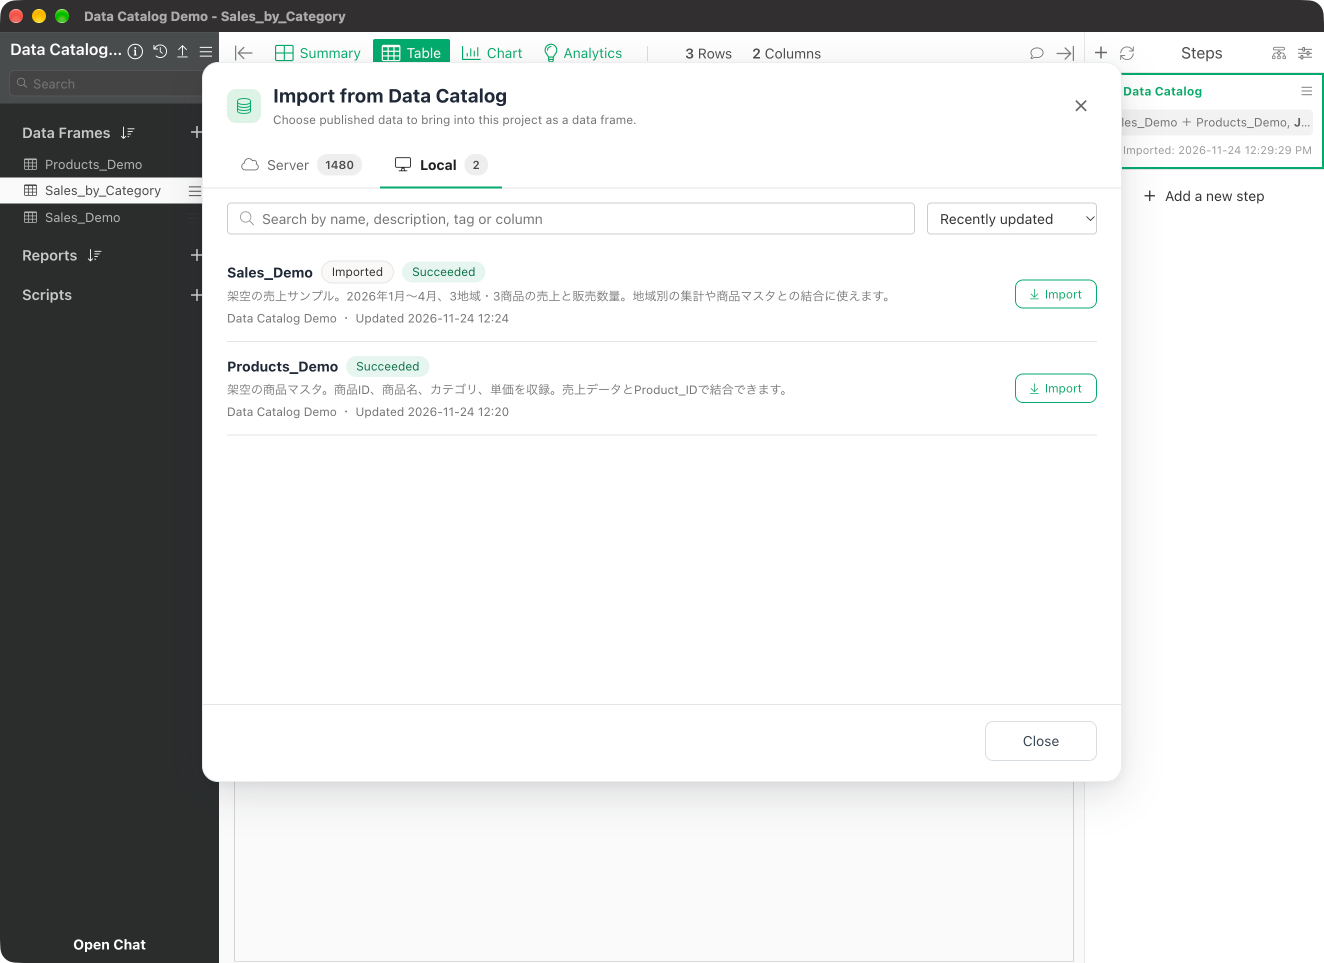 Data Catalog Demo - Sales_by_Category
Data Catalog...
Search
Data Frames
Products_Demo
Sales_by_Category
Sales_Demo
Reports
Scripts
Open Chat
Summary
Table
Chart
Analytics
3 Rows
2 Columns
Steps
Data Catalog
les_Demo + Products_Demo, J...
Imported: 2026-11-24 12:29:29 PM
Add a new step
Import from Data Catalog
Choose published data to bring into this project as a data frame.
Server 1480
Local 2
Search by name, description, tag or column
Recently updated
Sales_Demo Imported Succeeded
架空の売上サンプル。2026年1月〜4月、3地域・3商品の売上と販売数量。地域別の集計や商品マスタとの結合に使えます。
Data Catalog Demo ・ Updated 2026-11-24 12:24
Import
Products_Demo Succeeded
架空の商品マスタ。商品ID、商品名、カテゴリ、単価を収録。売上データとProduct_IDで結合できます。
Data Catalog Demo ・ Updated 2026-11-24 12:20
Import
Close